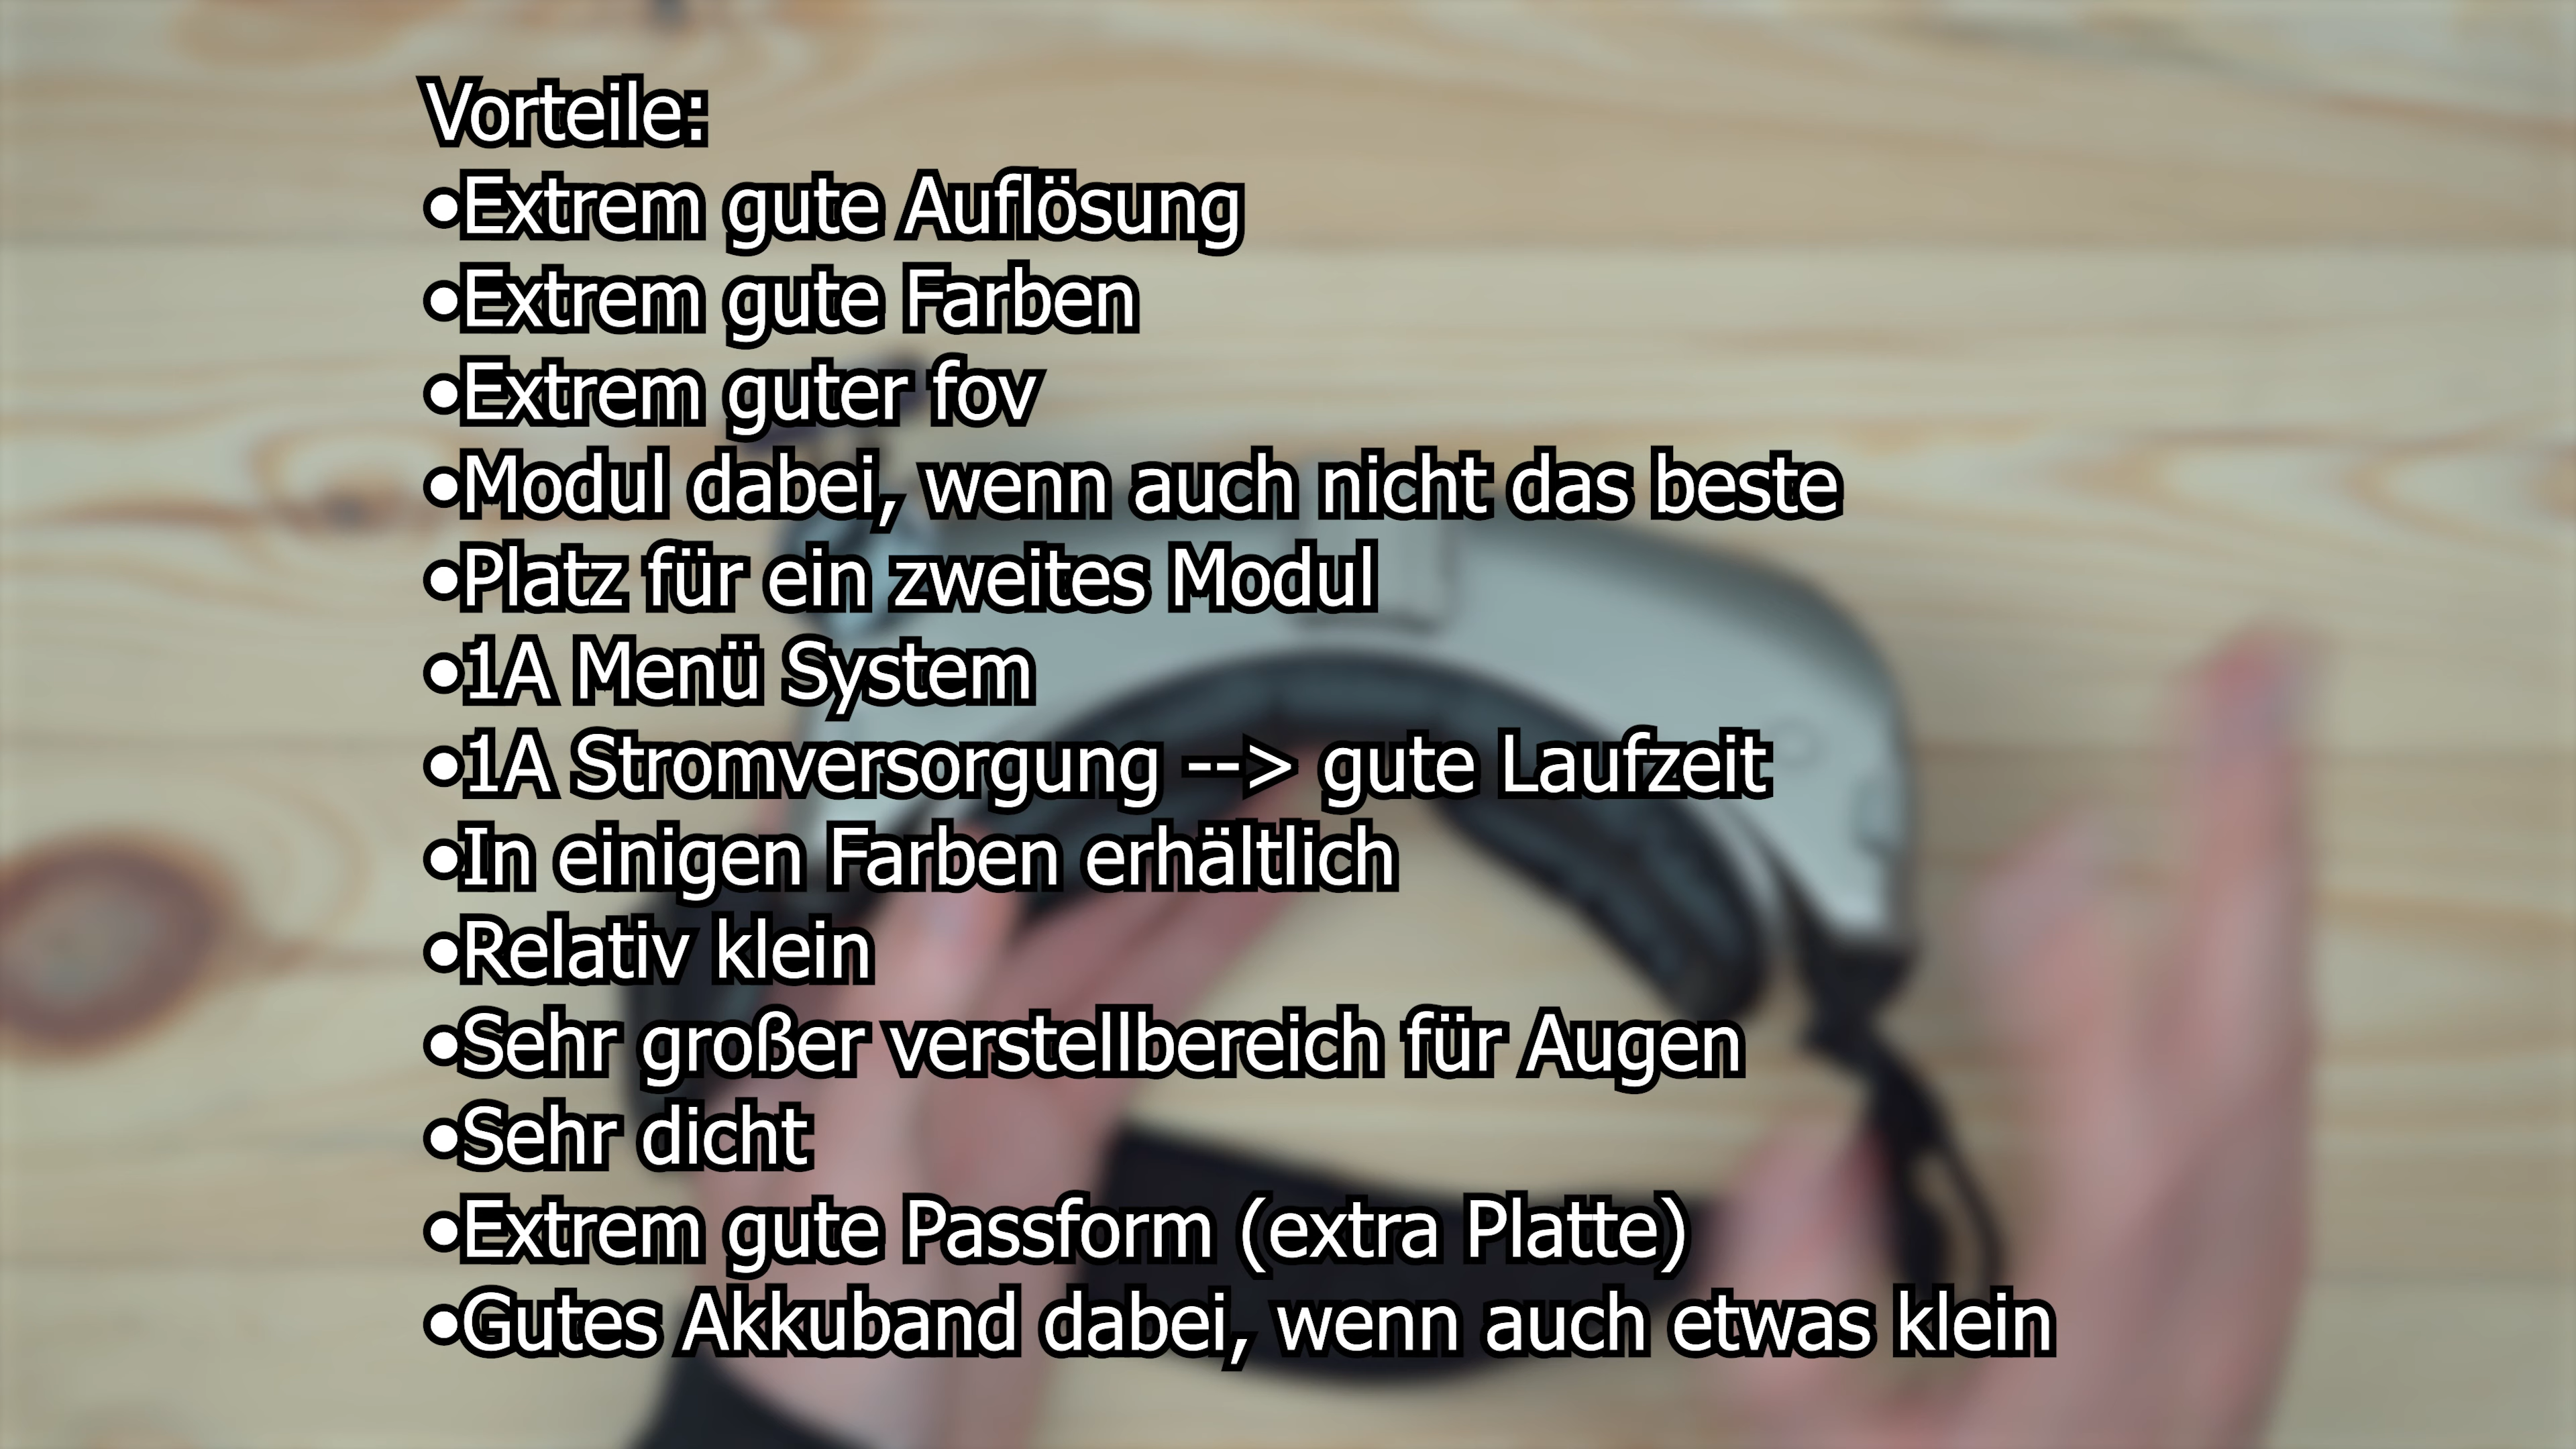 Vorteile:
•Extrem gute Auflösung
•Extrem gute Farben
•Extrem guter fov
•Modul dabei, wenn auch nicht das beste
•Platz für ein zweites Modul
•1A Menü System
•1A Stromversorgung --> gute Laufzeit
•In einigen Farben erhältlich
•Relativ klein
•Sehr großer verstellbereich für Augen
•Sehr dicht
•Extrem gute Passform (extra Platte)
•Gutes Akkuband dabei, wenn auch etwas klein